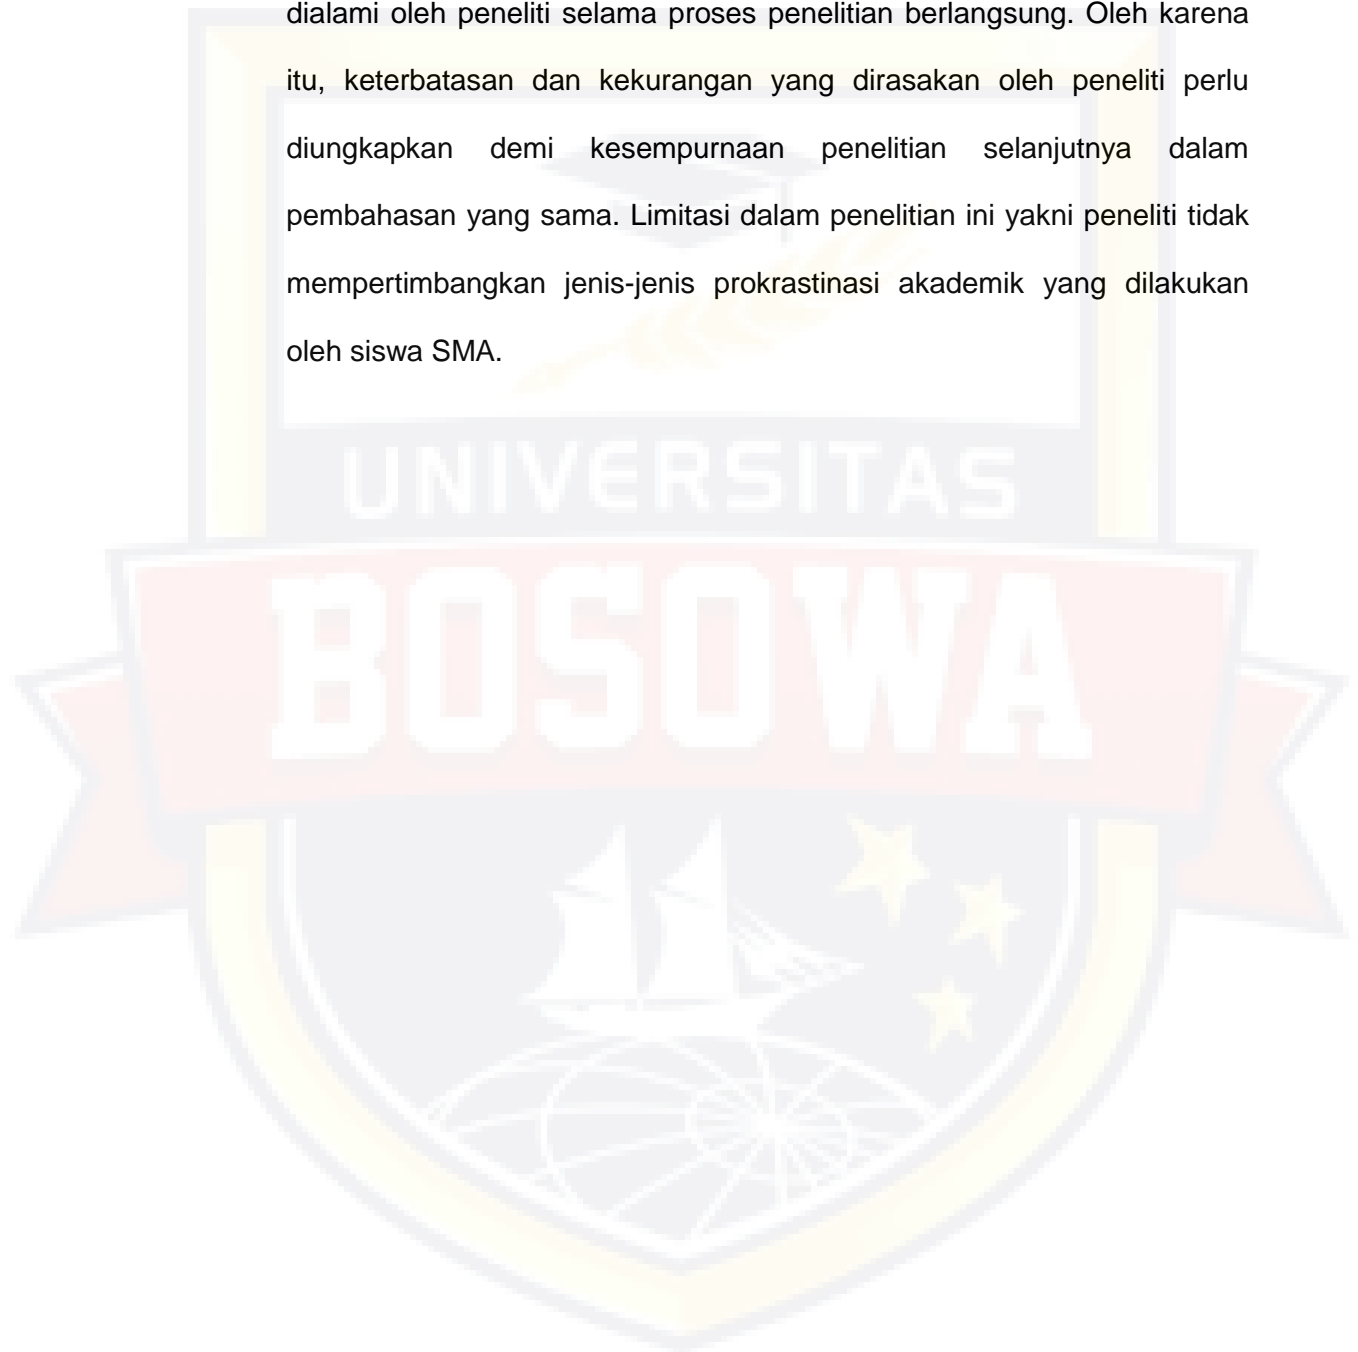 dialami oleh peneliti selama proses penelitian berlangsung. Oleh karena
itu, keterbatasan dan kekurangan yang dirasakan oleh peneliti perlu
diungkapkan demi kesempurnaan penelitian selanjutnya dalam
pembahasan yang sama. Limitasi dalam penelitian ini yakni peneliti tidak
mempertimbangkan jenis-jenis prokrastinasi akademik yang dilakukan
oleh siswa SMA.
UNIVERSITAS
BOSOWA